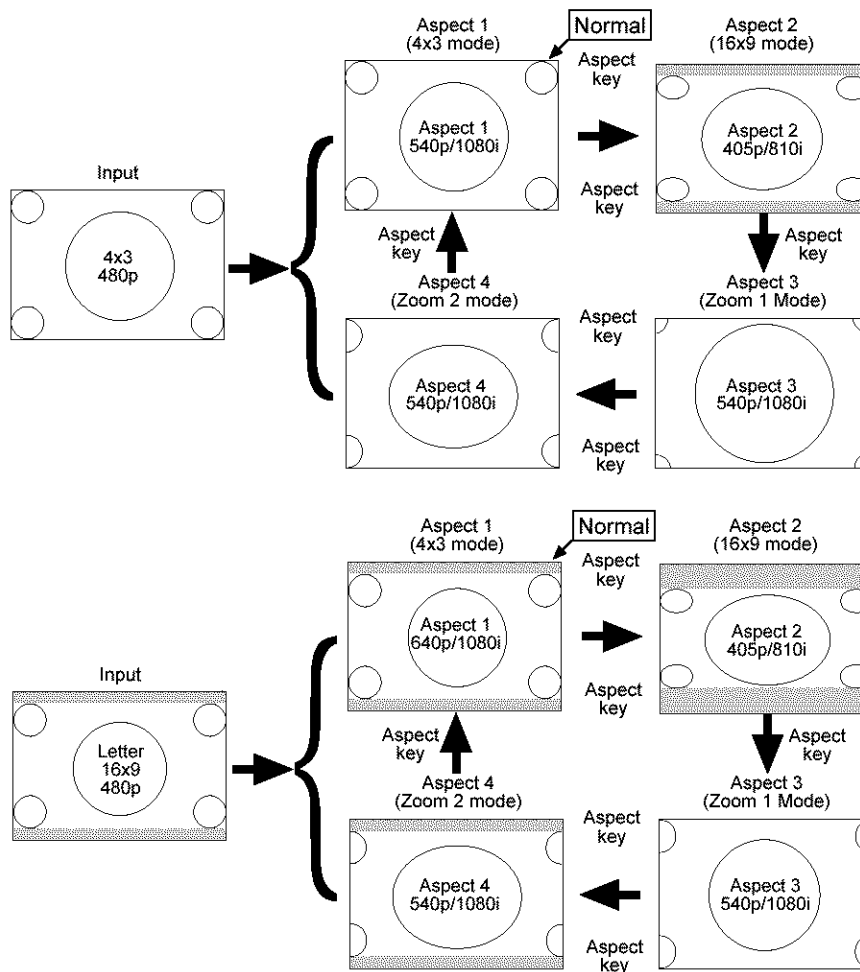 Aspect 1
(4x3 mode)
Normal
Aspect
key
Aspect 2
(16x9 mode)
Input
4x3
480p
Aspect 1
540p/1080i
Aspect
key
Aspect 2
405p/810i
Aspect
key
Aspect
key
Aspect 4
(Zoom 2 mode)
Aspect
key
Aspect 3
(Zoom 1 Mode)
Aspect 4
540p/1080i
Aspect
key
Aspect 3
540p/1080i
Aspect 1
(4x3 mode)
Normal
Aspect
key
Aspect 2
(16x9 mode)
Input
Letter
16x9
480p
Aspect 1
640p/1080i
Aspect
key
Aspect 2
405p/810i
Aspect
key
Aspect
key
Aspect 4
(Zoom 2 mode)
Aspect
key
Aspect 3
(Zoom 1 Mode)
Aspect 4
540p/1080i
Aspect
key
Aspect 3
540p/1080i